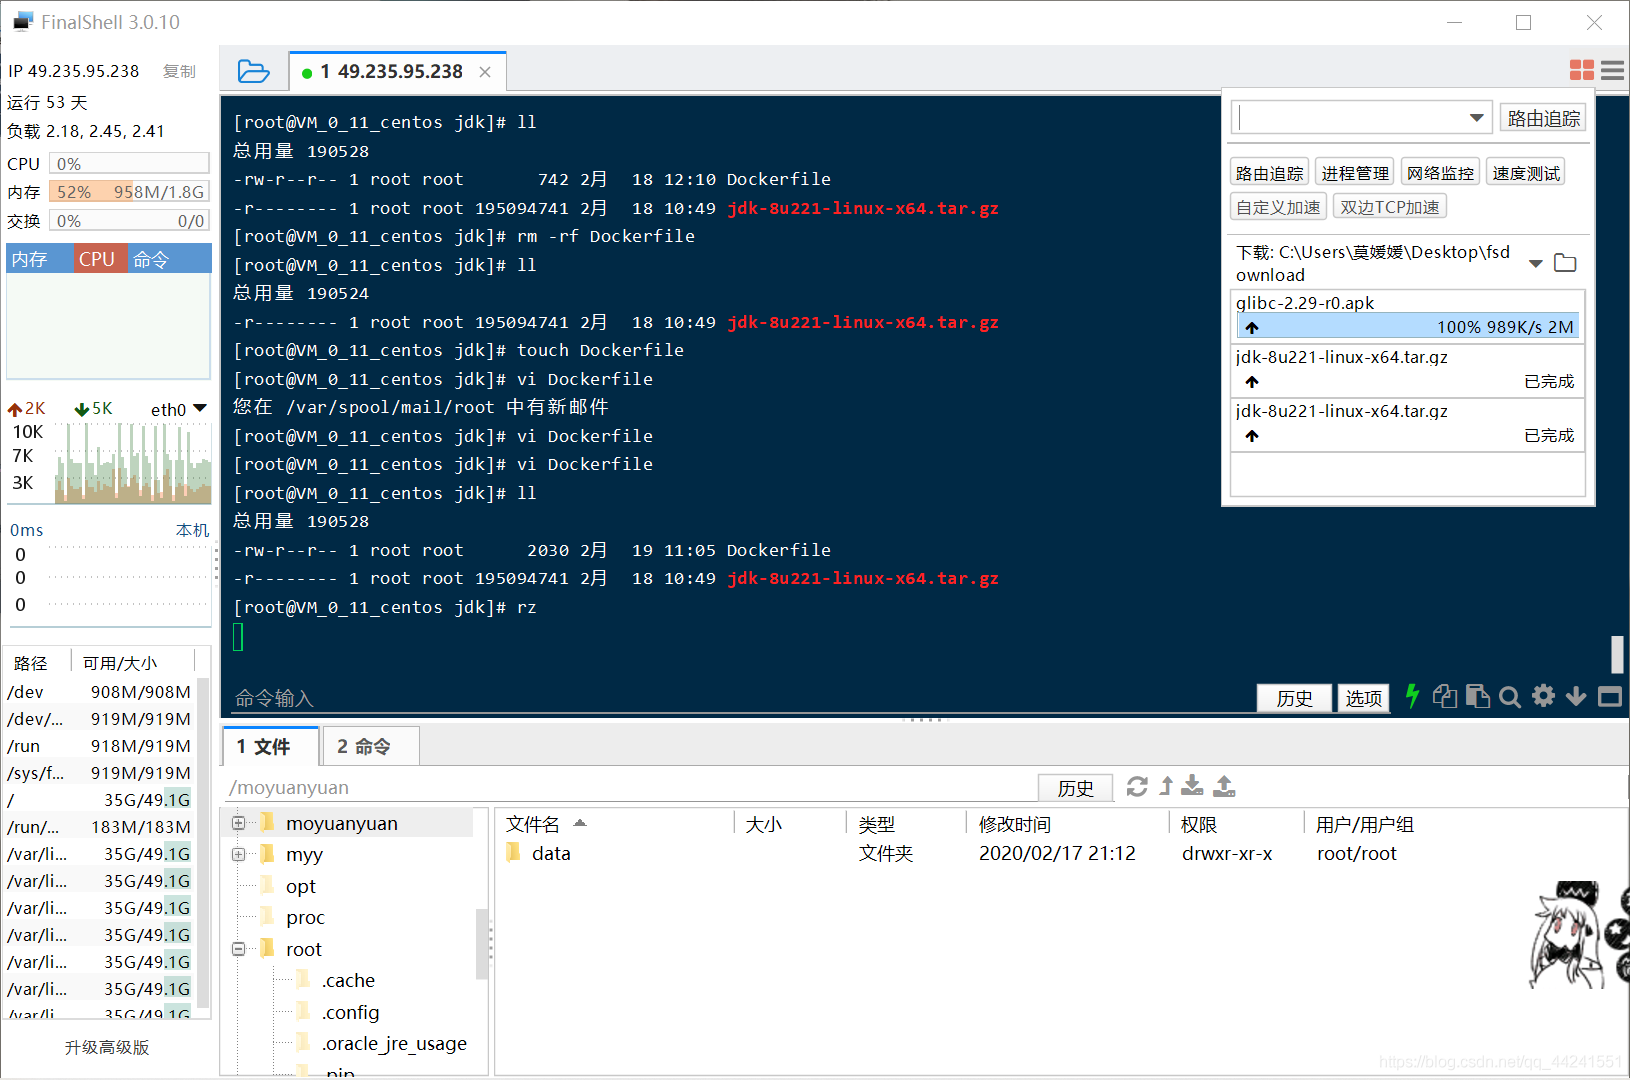 FinalShell 3.0.10
IP 49.235.95.238 复制
运行 53 天
负载 2.18, 2.45, 2.41
CPU 0%
内存 52% 958M/1.8G
交换 0% 0/0
内存 CPU 命令
2K 5K eth0
10K
7K
3K
0ms 本机
0
0
0
路径 可用/大小
/dev 908M/908M
/dev/... 919M/919M
/run 918M/919M
/sys/f... 919M/919M
/ 35G/49.1G
/run/... 183M/183M
/var/li... 35G/49.1G
/var/li... 35G/49.1G
/var/li... 35G/49.1G
/var/li... 35G/49.1G
/var/li... 35G/49.1G
/var/li... 35G/49.1G
/var/li 35G/49.1G
升级高级版
1 49.235.95.238
[root@VM_0_11_centos jdk]# ll
总用量 190528
-rw-r--r-- 1 root root 742 2月 18 12:10 Dockerfile
-r-------- 1 root root 195094741 2月 18 10:49 jdk-8u221-linux-x64.tar.gz
[root@VM_0_11_centos jdk]# rm -rf Dockerfile
[root@VM_0_11_centos jdk]# ll
总用量 190524
-r-------- 1 root root 195094741 2月 18 10:49 jdk-8u221-linux-x64.tar.gz
[root@VM_0_11_centos jdk]# touch Dockerfile
[root@VM_0_11_centos jdk]# vi Dockerfile
您在 /var/spool/mail/root 中有新邮件
[root@VM_0_11_centos jdk]# vi Dockerfile
[root@VM_0_11_centos jdk]# vi Dockerfile
[root@VM_0_11_centos jdk]# ll
总用量 190528
-rw-r--r-- 1 root root 2030 2月 19 11:05 Dockerfile
-r-------- 1 root root 195094741 2月 18 10:49 jdk-8u221-linux-x64.tar.gz
[root@VM_0_11_centos jdk]# rz
命令输入 历史 选项
路由追踪
路由追踪 进程管理 网络监控 速度测试
自定义加速 双边TCP加速
下载: C:\Users\莫媛媛\Desktop\fsd
ownload
glibc-2.29-r0.apk
100% 989K/s 2M
jdk-8u221-linux-x64.tar.gz
已完成
jdk-8u221-linux-x64.tar.gz
已完成
1 文件 2 命令
/moyuanyuan 历史
moyuanyuan
myy
opt
proc
root
.cache
.config
.oracle_jre_usage
.pip
文件名 大小 类型 修改时间 权限 用户/用户组
data 文件夹 2020/02/17 21:12 drwxr-xr-x root/root
https://blog.csdn.net/qq_44241551